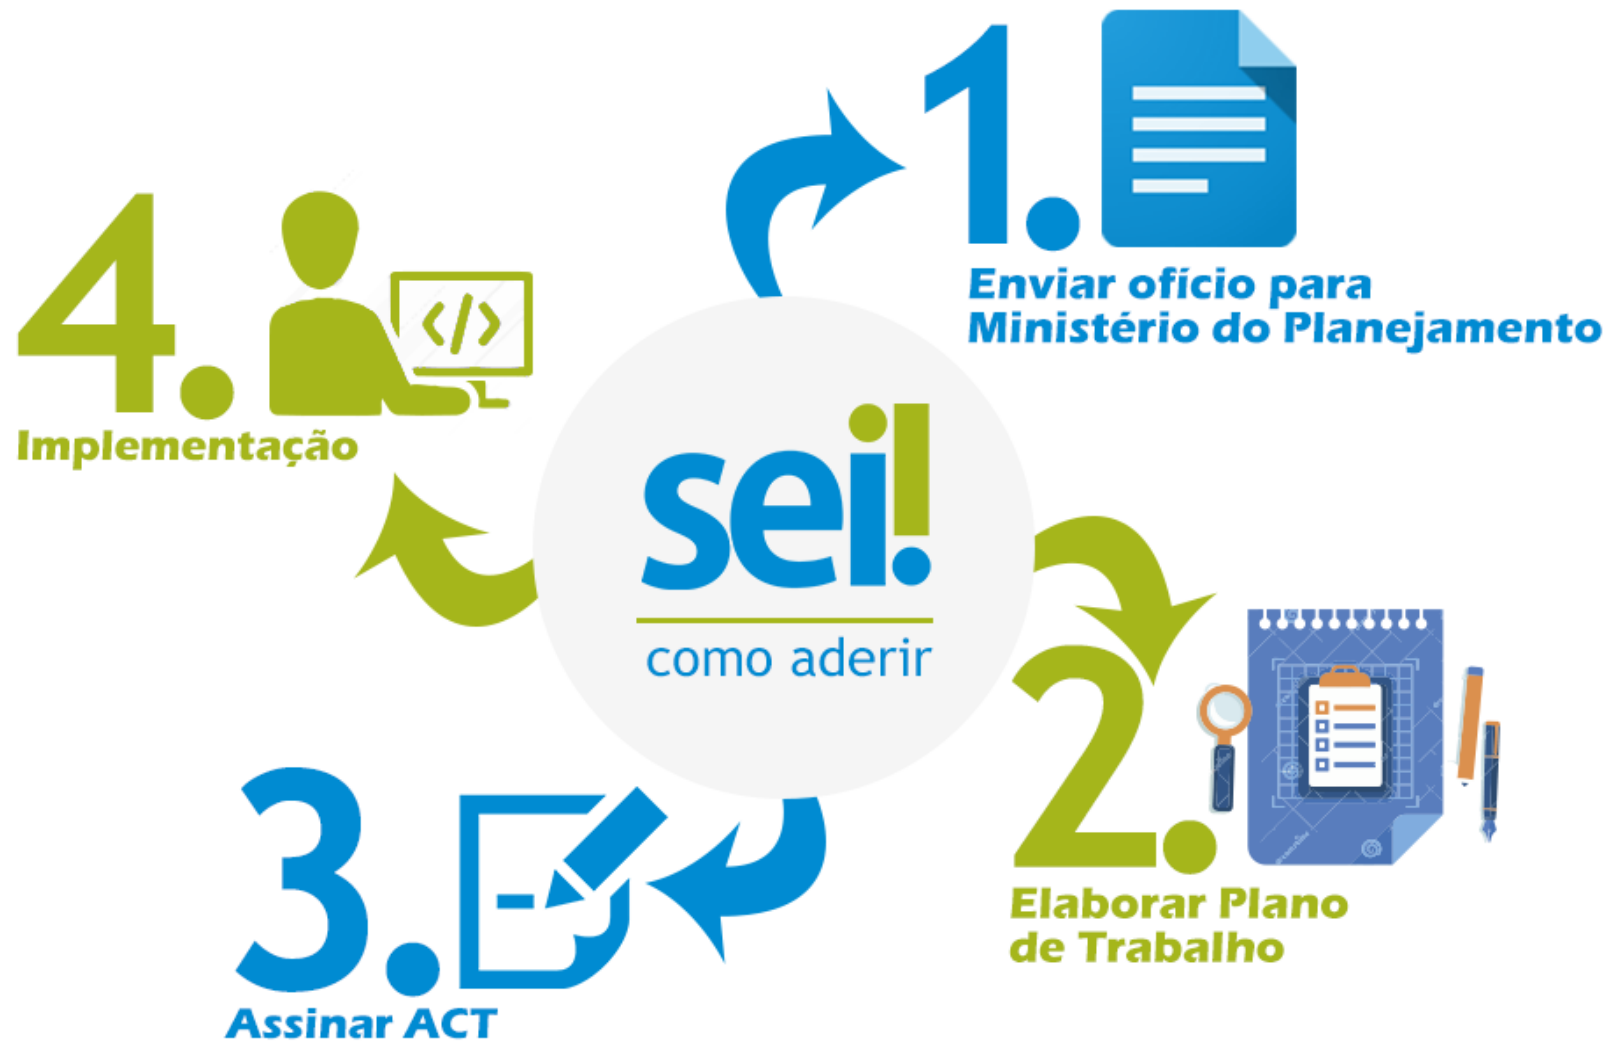 sei!
como aderir
1.
Enviar ofício para
Ministério do Planejamento
2.
Elaborar Plano
de Trabalho
3.
Assinar ACT
4.
</>
Implementação